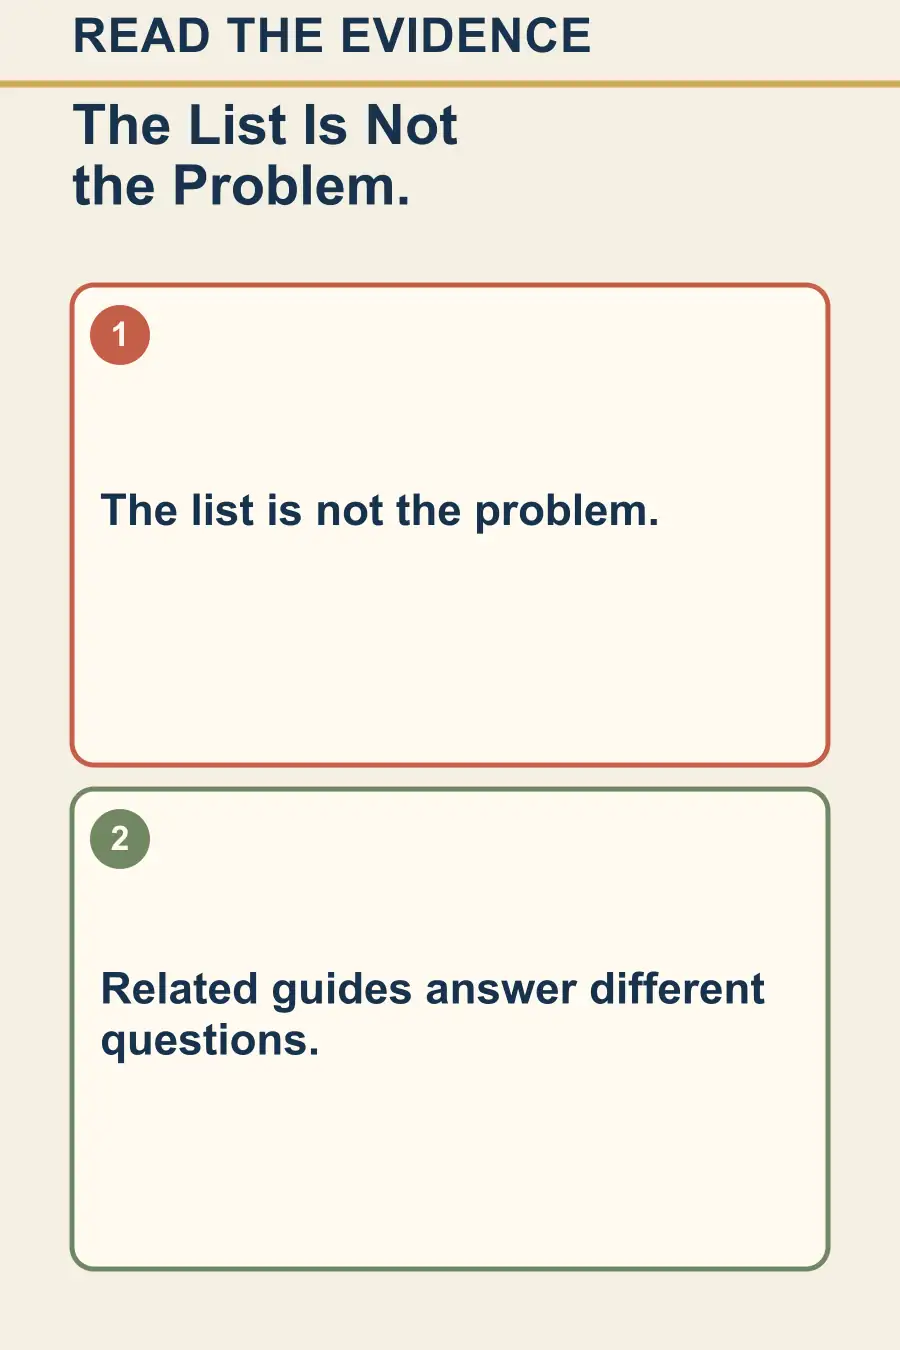 READ THE EVIDENCE
The List Is Not
the Problem.
1
The list is not the problem.
2
Related guides answer different
questions.